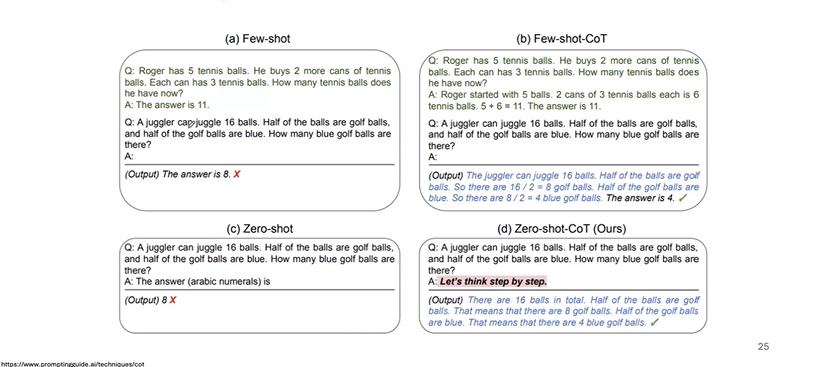 (a) Few-shot
Q: Roger has 5 tennis balls. He buys 2 more cans of tennis
balls. Each can has 3 tennis balls. How many tennis balls does
he have now?
A: The answer is 11.
Q: A juggler can juggle 16 balls. Half of the balls are golf balls,
and half of the golf balls are blue. How many blue golf balls are
there?
A:
(Output) The answer is 8. ✗
(b) Few-shot-CoT
Q: Roger has 5 tennis balls. He buys 2 more cans of tennis
balls. Each can has 3 tennis balls. How many tennis balls does
he have now?
A: Roger started with 5 balls. 2 cans of 3 tennis balls each is 6
tennis balls. 5 + 6 = 11. The answer is 11.
Q: A juggler can juggle 16 balls. Half of the balls are golf balls,
and half of the golf balls are blue. How many blue golf balls are
there?
A:
(Output) The juggler can juggle 16 balls. Half of the balls are golf
balls. So there are 16 / 2 = 8 golf balls. Half of the golf balls are
blue. So there are 8 / 2 = 4 blue golf balls. The answer is 4. ✓
(c) Zero-shot
Q: A juggler can juggle 16 balls. Half of the balls are golf balls,
and half of the golf balls are blue. How many blue golf balls are
there?
A: The answer (arabic numerals) is
(Output) 8 ✗
(d) Zero-shot-CoT (Ours)
Q: A juggler can juggle 16 balls. Half of the balls are golf balls,
and half of the golf balls are blue. How many blue golf balls are
there?
A: Let's think step by step.
(Output) There are 16 balls in total. Half of the balls are golf
balls. That means that there are 8 golf balls. Half of the golf balls
are blue. That means that there are 4 blue golf balls. ✓
25
https://www.promptingguide.ai/techniques/cot